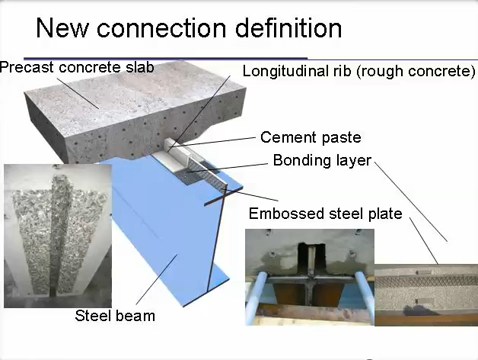 New connection definition
Precast concrete slab
Longitudinal rib (rough concrete)
Cement paste
Bonding layer
Embossed steel plate
Steel beam